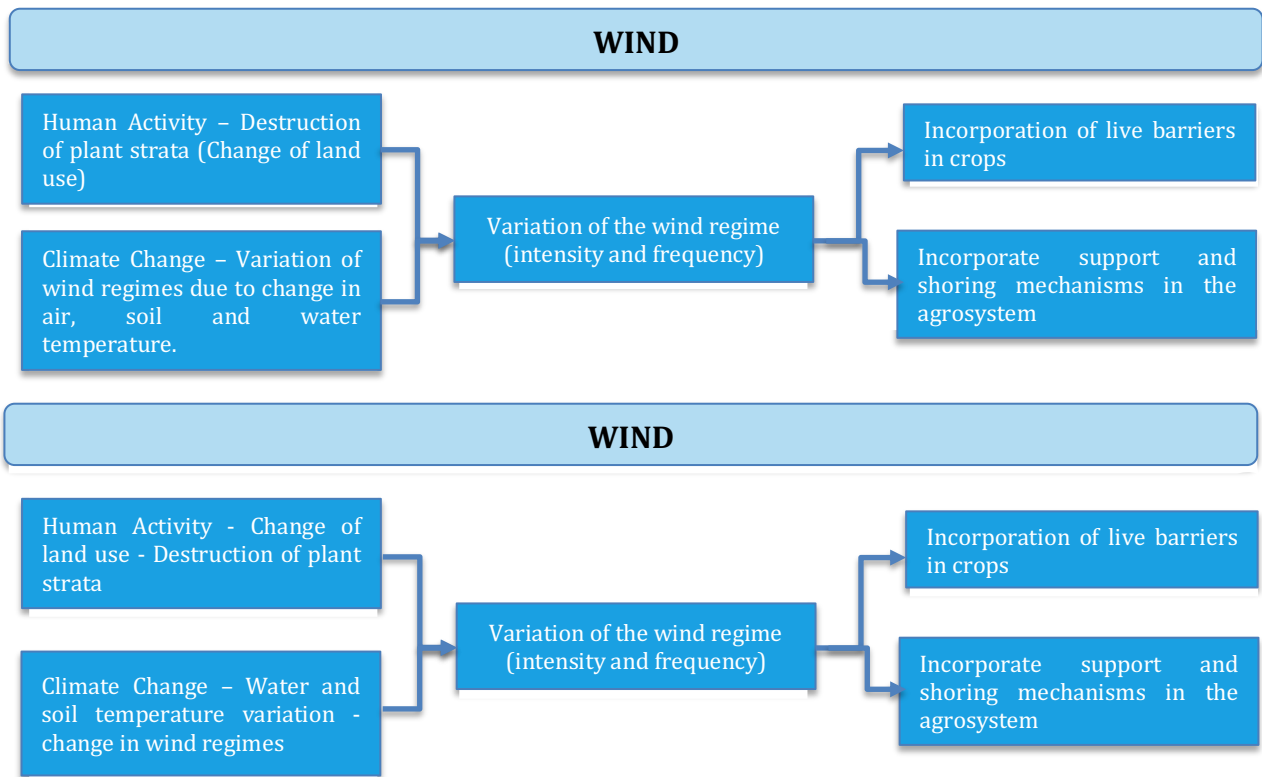 WIND
Human Activity – Destruction
of plant strata (Change of land
use)
Climate Change – Variation of
wind regimes due to change in
air, soil and water
temperature.
Variation of the wind regime
(intensity and frequency)
Incorporation of live barriers
in crops
Incorporate support and
shoring mechanisms in the
agrosystem
WIND
Human Activity - Change of
land use - Destruction of plant
strata
Climate Change – Water and
soil temperature variation -
change in wind regimes
Variation of the wind regime
(intensity and frequency)
Incorporation of live barriers
in crops
Incorporate support and
shoring mechanisms in the
agrosystem